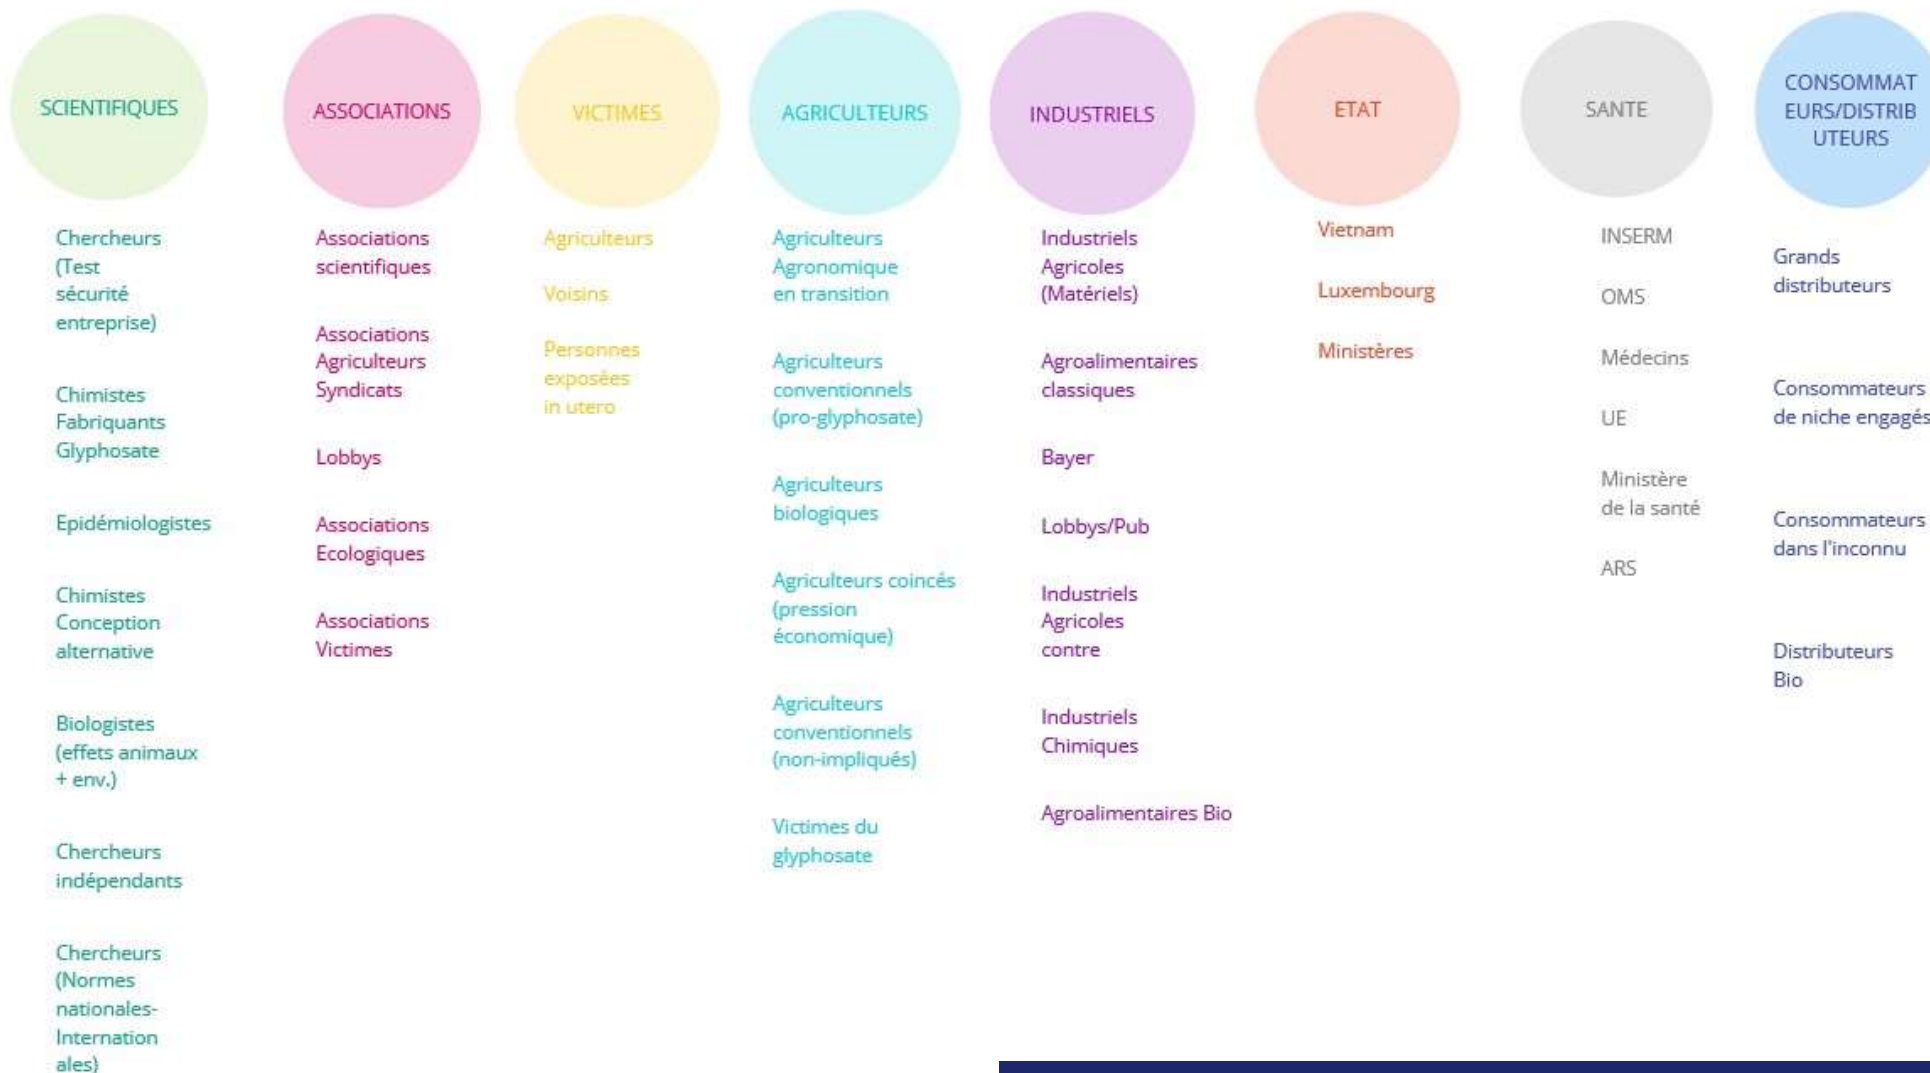 SCIENTIFIQUES
Chercheurs
(Test
sécurité
entreprise)
Chimistes
Fabriquants
Glyphosate
Epidémiologistes
Chimistes
Conception
alternative
Biologistes
(effets animaux
+ env.)
Chercheurs
indépendants
Chercheurs
(Normes
nationales-
Internation
ales)
ASSOCIATIONS
Associations
scientifiques
Associations
Agriculteurs
Syndicats
Lobbys
Associations
Ecologiques
Associations
Victimes
VICTIMES
Agriculteurs
Voisins
Personnes
exposées
in utero
AGRICULTEURS
Agriculteurs
Agronomique
en transition
Agriculteurs
conventionnels
(pro-glyphosate)
Agriculteurs
biologiques
Agriculteurs coincés
(pression
économique)
Agriculteurs
conventionnels
(non-impliqués)
Victimes du
glyphosate
INDUSTRIELS
Industriels
Agricoles
(Matériels)
Agroalimentaires
classiques
Bayer
Lobbys/Pub
Industriels
Agricoles
contre
Industriels
Chimiques
Agroalimentaires Bio
ETAT
Vietnam
Luxembourg
Ministères
SANTE
INSERM
OMS
Médecins
UE
Ministère
de la santé
ARS
CONSOMMAT
EURS/DISTRIB
UTEURS
Grands
distributeurs
Consommateurs
de niche engagés
Consommateurs
dans l'inconnu
Distributeurs
Bio